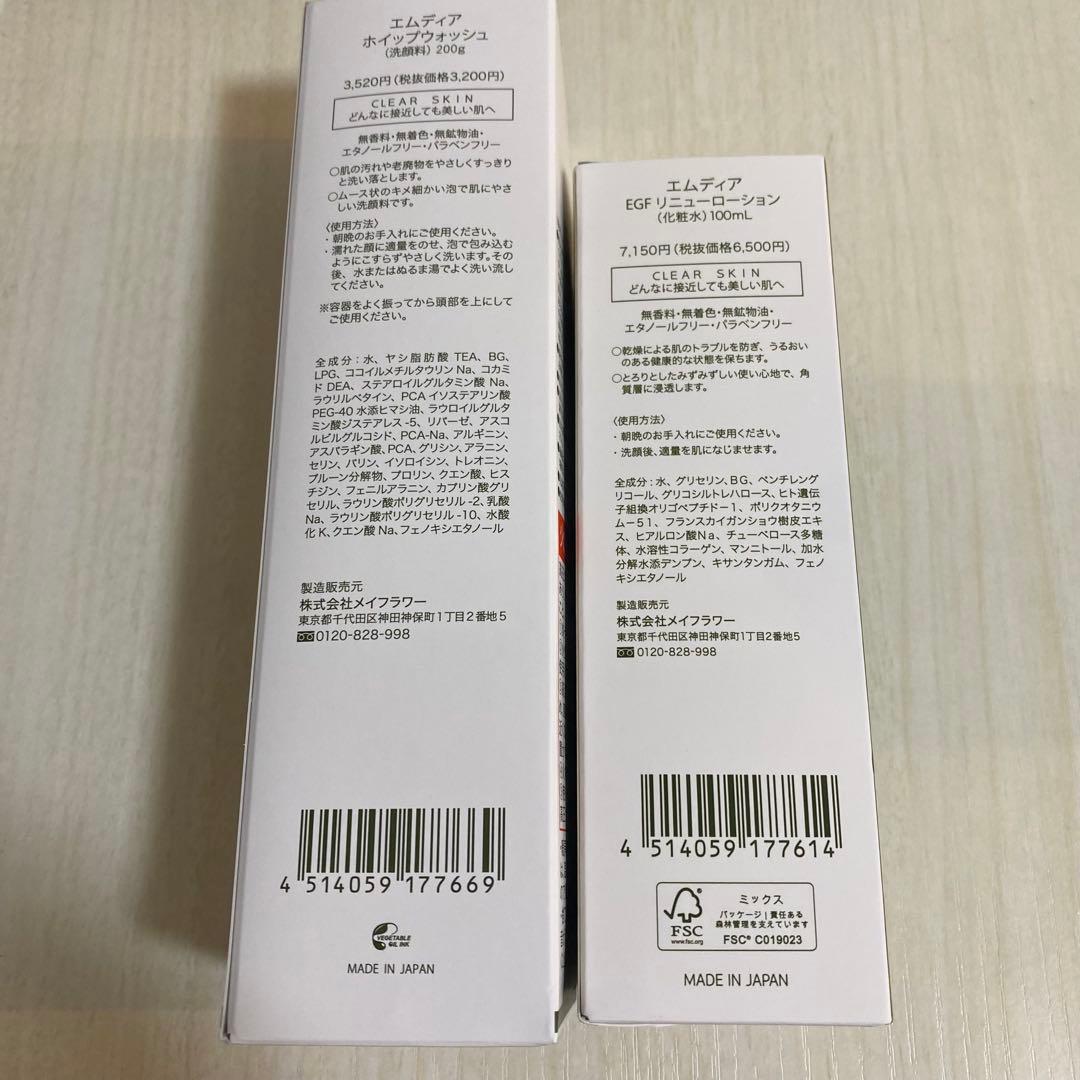 エムディア
ホイップウォッシュ
(洗顔料) 200g
3,520円(税抜価格3,200円)
CLEAR SKIN
どんなに接近しても美しい肌へ
無香料・無着色・無鉱物油・
エタノールフリー・パラベンフリー
○肌の汚れや老廃物をやさしくすっきり
と洗い落とします。
○ムース状のキメ細かい泡で肌にやさ
しい洗顔料です。
〈使用方法〉
・朝晩のお手入れにご使用ください。
・濡れた顔に適量をのせ、泡で包み込む
ようにこすらずやさしく洗います。その
後、水またはぬるま湯でよく洗い流し
てください。
※容器をよく振ってから頭部を上にして
ご使用ください。
全成分：水、ヤシ脂肪酸 TEA、BG、
LPG、ココイルメチルタウリン Na、コカミ
ド DEA、ステアロイルグルタミン酸 Na、
ラウリルベタイン、PCA イソステアリン酸
PEG-40 水添ヒマシ油、ラウロイルグルタ
ミン酸ジステアレス -5、リパーゼ、アスコ
ルビルグルコシド、PCA-Na、アルギニン、
アスパラギン酸、PCA、グリシン、アラニン、
セリン、バリン、イソロイシン、トレオニン、
プルーン分解物、プロリン、クエン酸、ヒス
チジン、フェニルアラニン、カプリン酸グリ
セリル、ラウリン酸ポリグリセリル -2、乳酸
Na、ラウリン酸ポリグリセリル -10、水酸
化 K、クエン酸 Na、フェノキシエタノール
製造販売元
株式会社メイフラワー
東京都千代田区神田神保町1丁目2番地5
0120-828-998
4 514059 177669
VEGETABLE
OIL INK
MADE IN JAPAN
エムディア
EGF リニューローション
(化粧水) 100mL
7,150円(税抜価格6,500円)
CLEAR SKIN
どんなに接近しても美しい肌へ
無香料・無着色・無鉱物油・
エタノールフリー・パラベンフリー
○乾燥による肌のトラブルを防ぎ、うるおい
のある健康的な状態を保ちます。
○とろりとしたみずみずしい使い心地で、角
質層に浸透します。
〈使用方法〉
・朝晩のお手入れにご使用ください。
・洗顔後、適量を肌になじませます。
全成分：水、グリセリン、BG、ペンチレング
リコール、グリコシルトレハロース、ヒト遺伝
子組換オリゴペプチド－1、ポリクオタニウ
ム－51、フランスカイガンショウ樹皮エキ
ス、ヒアルロン酸Na、チューベロース多糖
体、水溶性コラーゲン、マンニトール、加水
分解水添デンプン、キサンタンガム、フェノ
キシエタノール
製造販売元
株式会社メイフラワー
東京都千代田区神田神保町1丁目2番地5
0120-828-998
4 514059 177614
FSC
www.fsc.org
ミックス
パッケージ｜責任ある
森林管理を支えています
FSC® C019023
MADE IN JAPAN